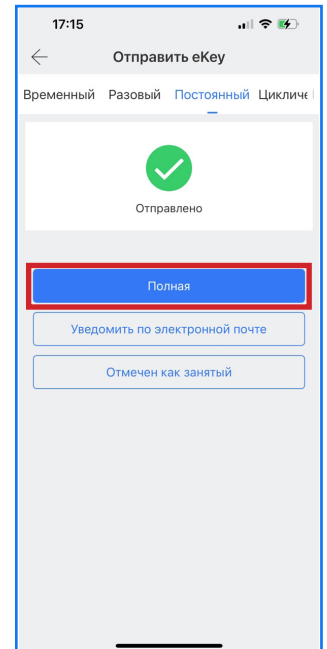 17:15
Отправить eKey
Временный Разовый Постоянный Цикличе
Отправлено
Полная
Уведомить по электронной почте
Отмечен как занятый